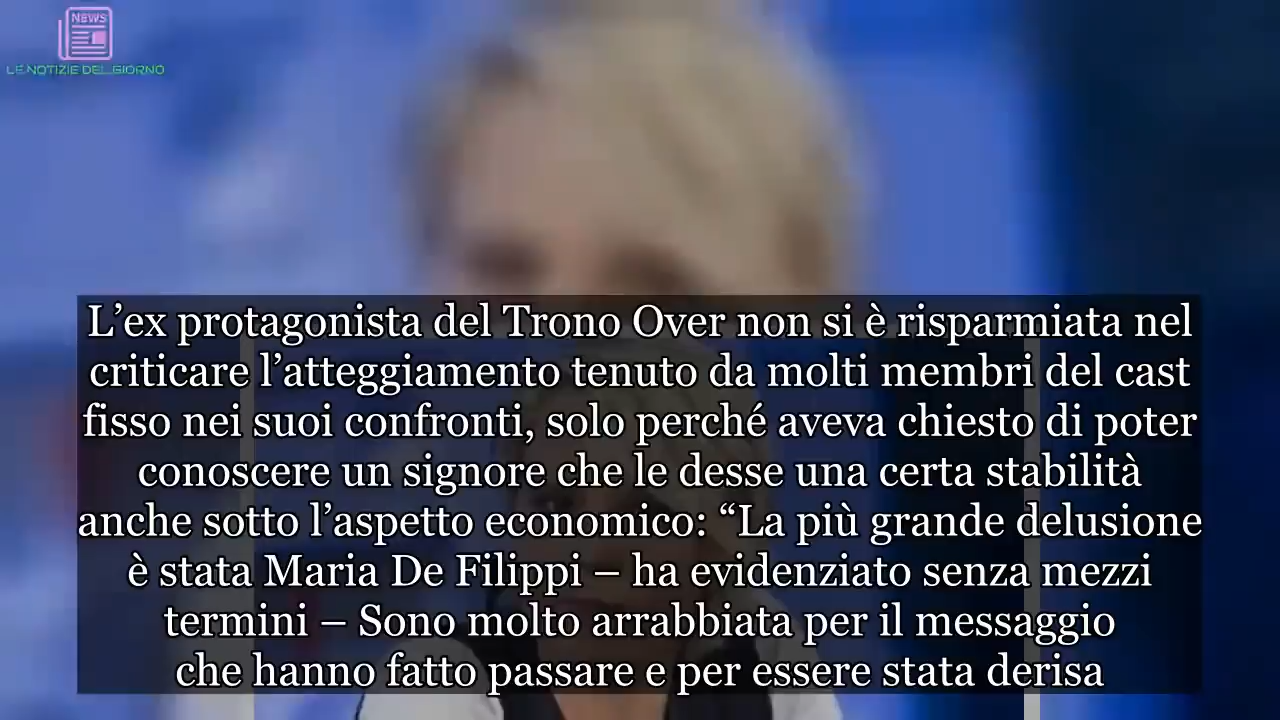 NEWS
LE NOTIZIE DEL GIORNO
L’ex protagonista del Trono Over non si è risparmiata nel
criticare l’atteggiamento tenuto da molti membri del cast
fisso nei suoi confronti, solo perché aveva chiesto di poter
conoscere un signore che le desse una certa stabilità
anche sotto l’aspetto economico: “La più grande delusione
è stata Maria De Filippi – ha evidenziato senza mezzi
termini – Sono molto arrabbiata per il messaggio
che hanno fatto passare e per essere stata derisa